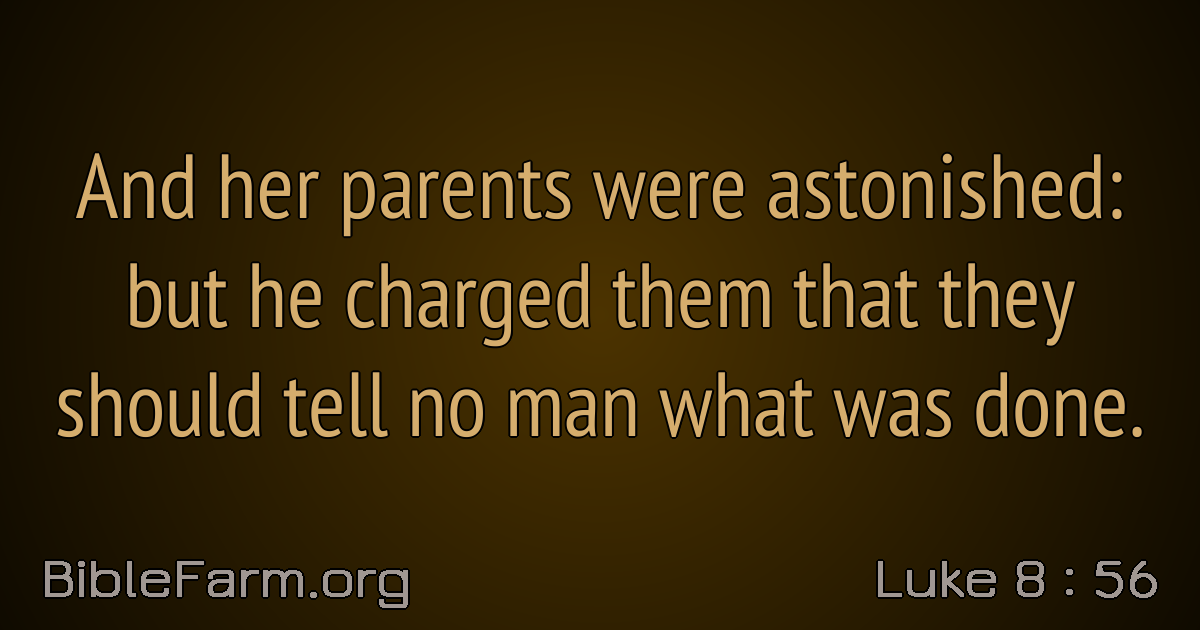 And her parents were astonished:
but he charged them that they
should tell no man what was done.
BibleFarm.org
Luke 8 : 56